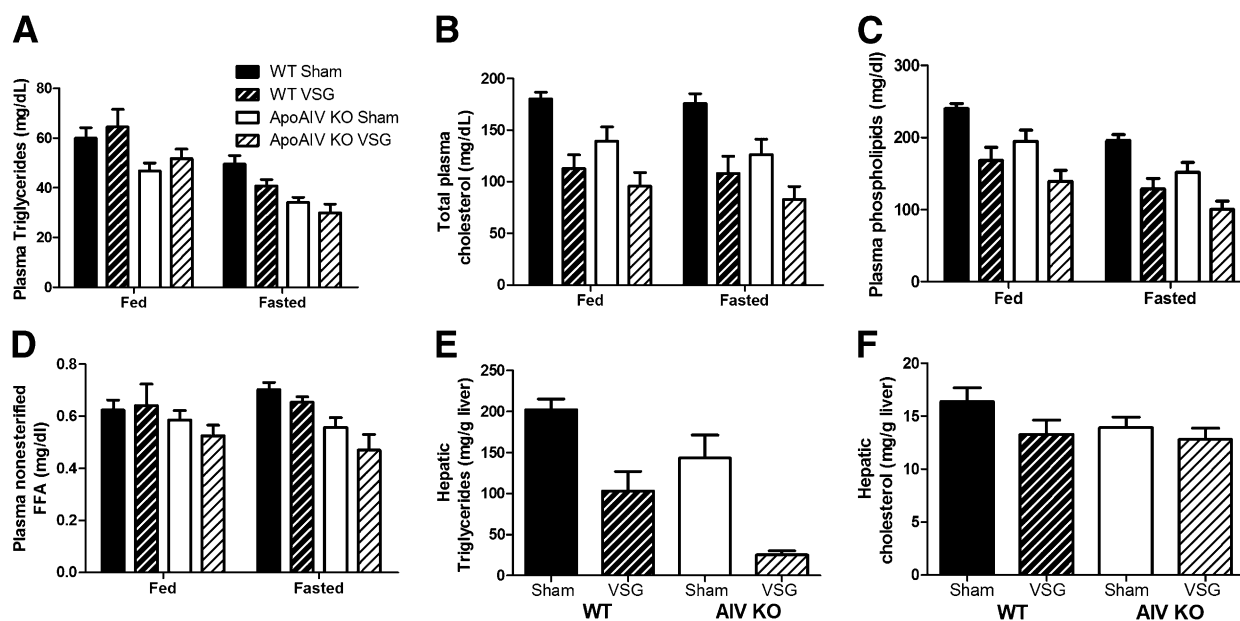 A
Plasma Triglycerides (mg/dL)
80
60
40
20
0
Fed
Fasted
WT Sham
WT VSG
ApoAIV KO Sham
ApoAIV KO VSG
B
Total plasma
cholesterol (mg/dL)
200
150
100
50
0
Fed
Fasted
C
Plasma phospholipids (mg/dl)
300
200
100
0
Fed
Fasted
D
Plasma nonesterified
FFA (mg/dl)
0.8
0.6
0.4
0.2
0.0
Fed
Fasted
E
Hepatic
Triglycerides (mg/g liver)
250
200
150
100
50
0
Sham VSG Sham VSG
WT AIV KO
F
Hepatic
cholesterol (mg/g liver)
20
15
10
5
0
Sham VSG Sham VSG
WT AIV KO